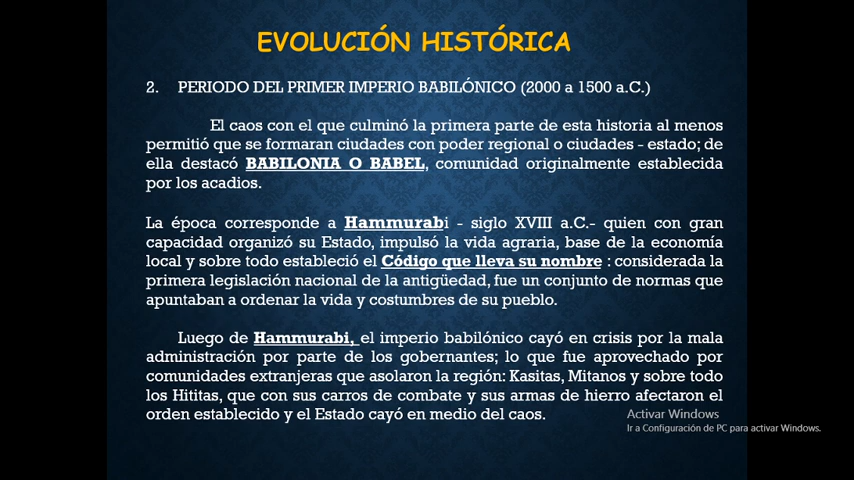 EVOLUCIÓN HISTÓRICA
2. PERIODO DEL PRIMER IMPERIO BABILÓNICO (2000 a 1500 a.C.)
El caos con el que culminó la primera parte de esta historia al menos
permitió que se formaran ciudades con poder regional o ciudades - estado; de
ella destacó BABILONIA O BABEL, comunidad originalmente establecida
por los acadios.
La época corresponde a Hammurabi - siglo XVIII a.C.- quien con gran
capacidad organizó su Estado, impulsó la vida agraria, base de la economía
local y sobre todo estableció el Código que lleva su nombre : considerada la
primera legislación nacional de la antigüedad, fue un conjunto de normas que
apuntaban a ordenar la vida y costumbres de su pueblo.
Luego de Hammurabi, el imperio babilónico cayó en crisis por la mala
administración por parte de los gobernantes; lo que fue aprovechado por
comunidades extranjeras que asolaron la región: Kasitas, Mitanos y sobre todo
los Hititas, que con sus carros de combate y sus armas de hierro afectaron el
orden establecido y el Estado cayó en medio del caos.
Activar Windows
Ir a Configuración de PC para activar Windows.